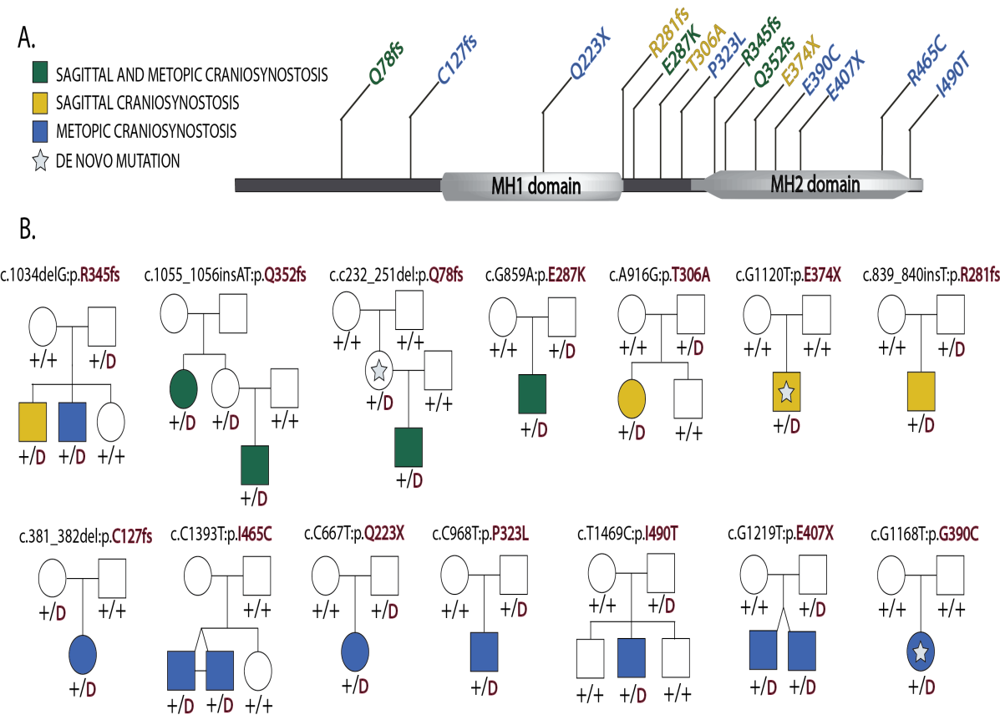 A.
SAGITTAL AND METOPIC CRANIOSYNOSTOSIS
SAGITTAL CRANIOSYNOSTOSIS
METOPIC CRANIOSYNOSTOSIS
DE NOVO MUTATION
Q78fs
C127fs
Q223X
R281fs
E287K
T306A
P323L
R345fs
Q352fs
E374X
E390C
E407X
R465C
I490T
MH1 domain
MH2 domain
B.
c.1034delG:p.R345fs
+/+ +/D
+/D +/D +/+
c.1055_1056insAT:p.Q352fs
+/D +/D +/+
+/D
c.c232_251del:p.Q78fs
+/+ +/+
+/D +/+
+/D
c.G859A:p.E287K
+/+ +/D
+/D
c.A916G:p.T306A
+/+ +/D
+/D +/+
c.G1120T:p.E374X
+/+ +/+
+/D
c.839_840insT:p.R281fs
+/+ +/D
+/D
c.381_382del:p.C127fs
+/D +/+
+/D
c.C1393T:p.I465C
+/+
+/D +/D +/+
c.C667T:p.Q223X
+/+ +/D
+/D
c.C968T:p.P323L
+/+ +/D
+/D
c.T1469C:p.I490T
+/+ +/D
+/+ +/D +/+
c.G1219T:p.E407X
+/+ +/D
+/D +/D
c.G1168T:p.G390C
+/+ +/+
+/D